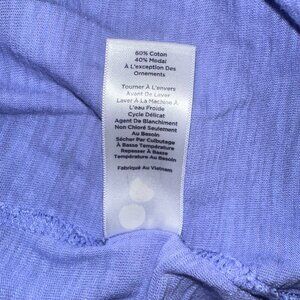 60% Coton
40% Modal
À L'exception Des
Ornements
Tourner À L'envers
Avant De Laver
Laver À La Machine À
L'eau Froide
Cycle Délicat
Agent De Blanchiment
Non Chloré Seulement
Au Besoin
Sécher Par Culbutage
À Basse Température
Repasser À Basse
Température Au Besoin
Fabriqué Au Vietnam